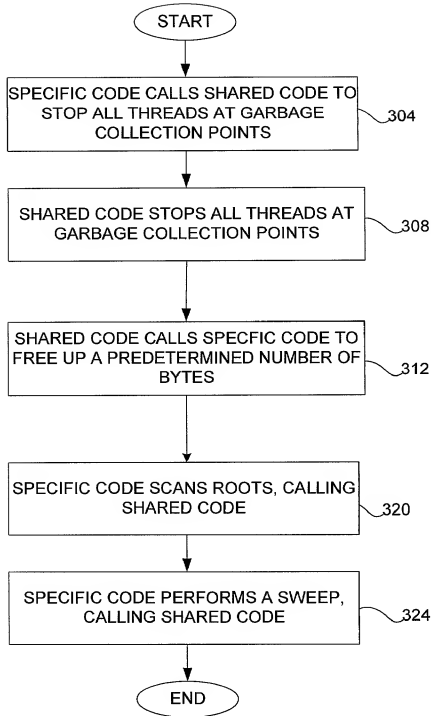 START
SPECIFIC CODE CALLS SHARED CODE TO
STOP ALL THREADS AT GARBAGE
COLLECTION POINTS
304
SHARED CODE STOPS ALL THREADS AT
GARBAGE COLLECTION POINTS
308
SHARED CODE CALLS SPECFIC CODE TO
FREE UP A PREDETERMINED NUMBER OF
BYTES
312
SPECIFIC CODE SCANS ROOTS, CALLING
SHARED CODE
320
SPECIFIC CODE PERFORMS A SWEEP,
CALLING SHARED CODE
324
END